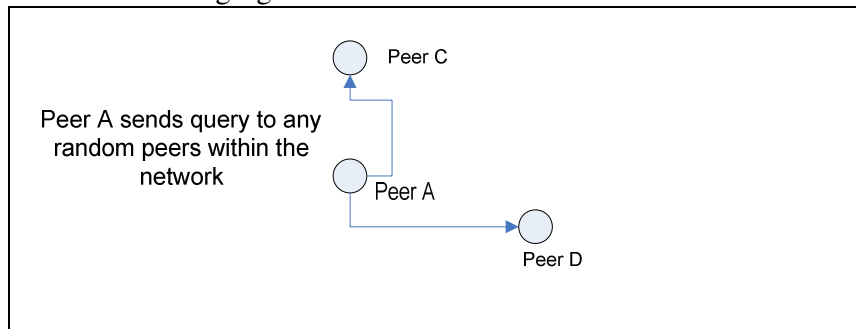 Peer C
Peer A sends query to any
random peers within the
network
Peer A
Peer D